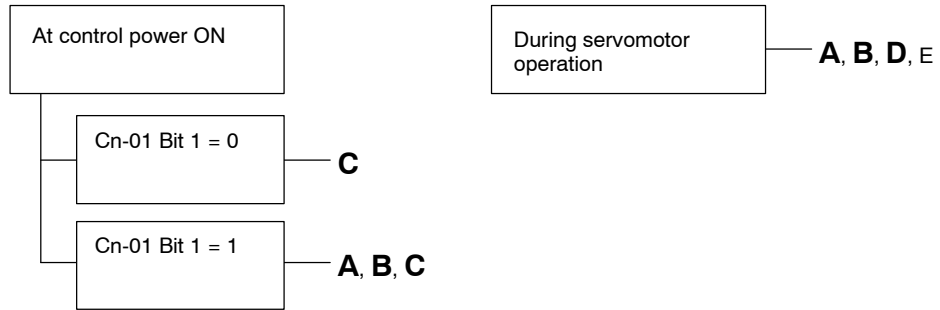 At control power ON
Cn-01 Bit 1 = 0
C
Cn-01 Bit 1 = 1
A, B, C
During servomotor
operation
A, B, D, E